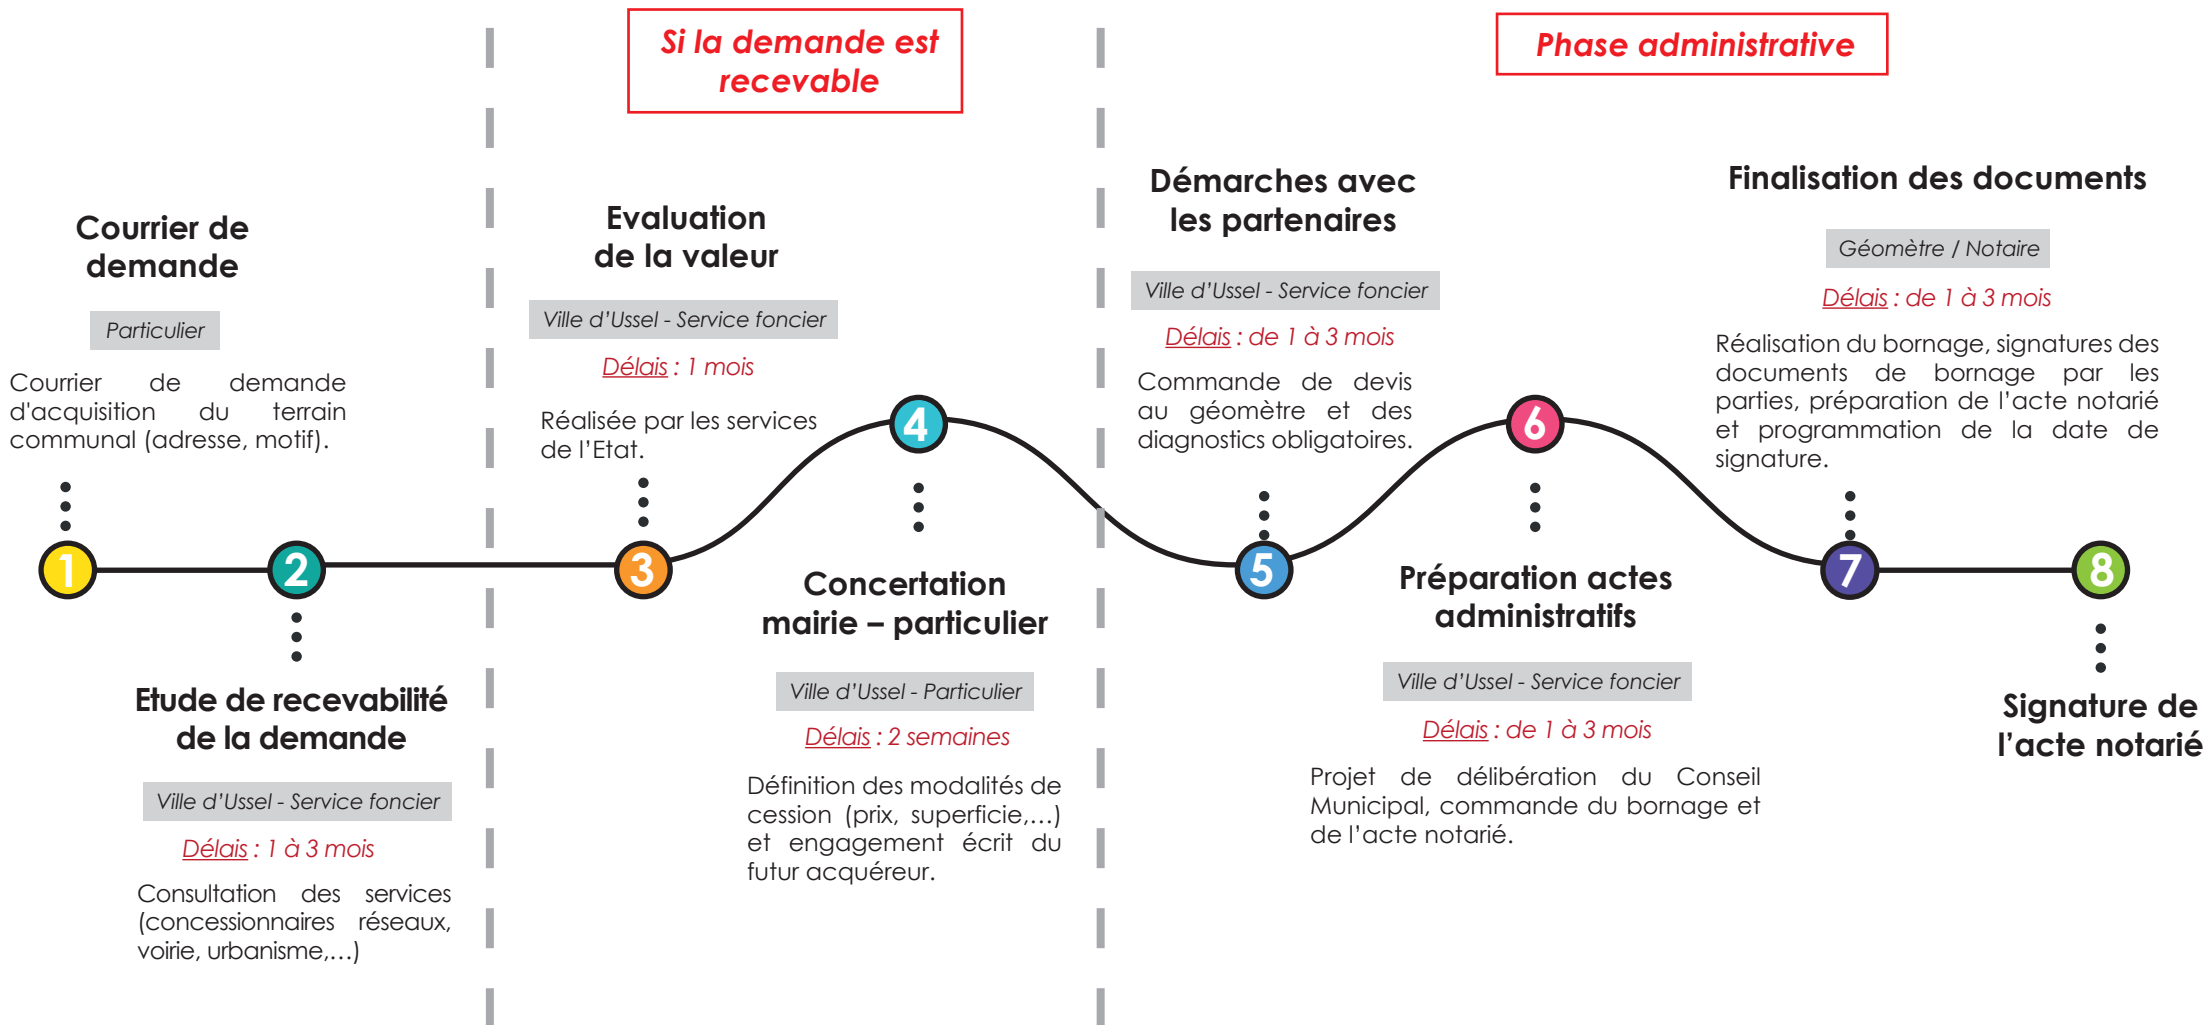 Si la demande est
recevable
Phase administrative
Courrier de
demande
Particulier
Courrier de demande
d'acquisition du terrain
communal (adresse, motif).
1
2
Etude de recevabilité
de la demande
Ville d’Ussel - Service foncier
Délais : 1 à 3 mois
Consultation des services
(concessionnaires réseaux,
voirie, urbanisme,…)
Evaluation
de la valeur
Ville d’Ussel - Service foncier
Délais : 1 mois
Réalisée par les services
de l’Etat.
3
4
Concertation
mairie – particulier
Ville d’Ussel - Particulier
Délais : 2 semaines
Définition des modalités de
cession (prix, superficie,…)
et engagement écrit du
futur acquéreur.
Démarches avec
les partenaires
Ville d’Ussel - Service foncier
Délais : de 1 à 3 mois
Commande de devis
au géomètre et des
diagnostics obligatoires.
5
6
Préparation actes
administratifs
Ville d’Ussel - Service foncier
Délais : de 1 à 3 mois
Projet de délibération du Conseil
Municipal, commande du bornage et
de l’acte notarié.
Finalisation des documents
Géomètre / Notaire
Délais : de 1 à 3 mois
Réalisation du bornage, signatures des
documents de bornage par les
parties, préparation de l’acte notarié
et programmation de la date de
signature.
7
8
Signature de
l’acte notarié